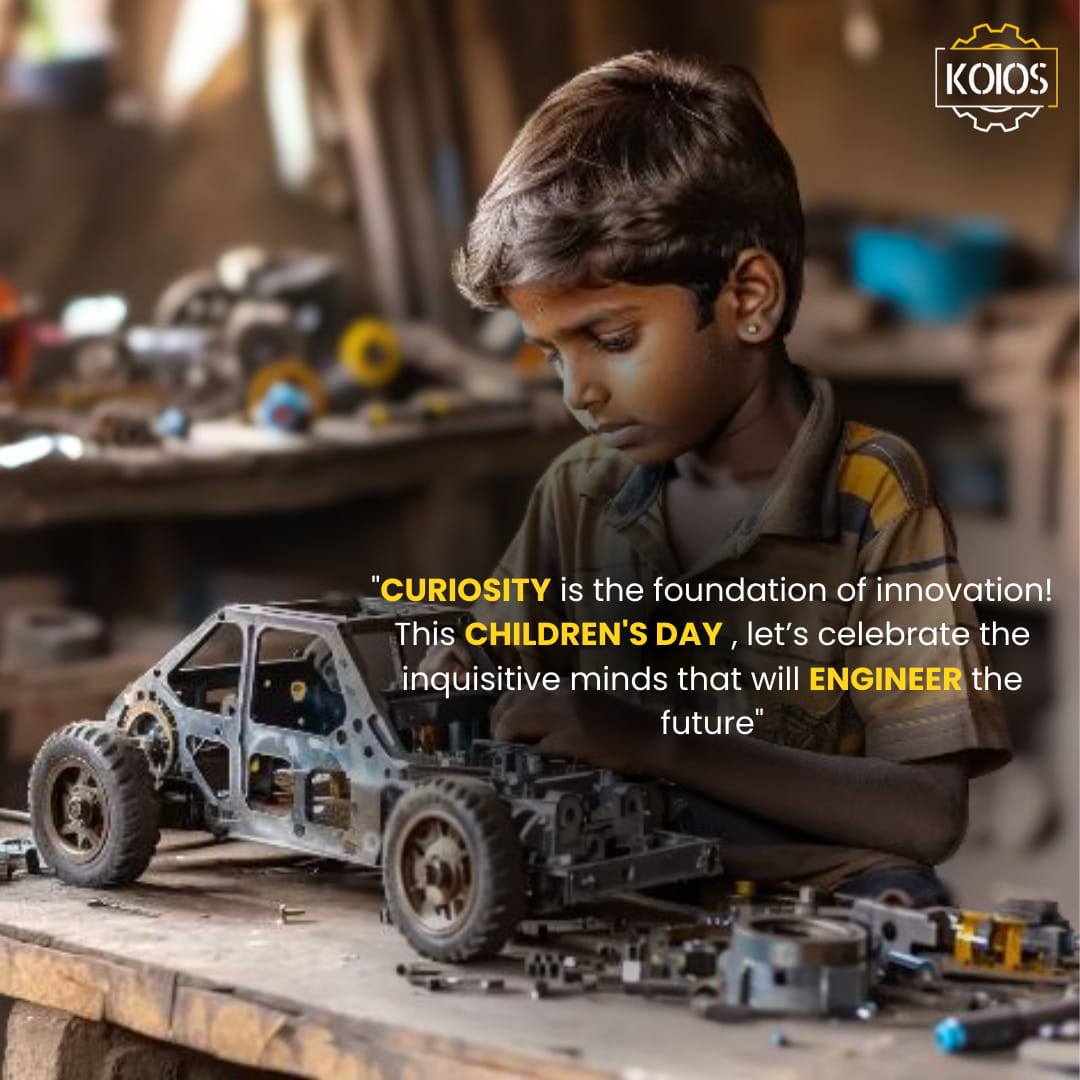 KOIOS
"CURIOSITY is the foundation of innovation!
This CHILDREN'S DAY , let’s celebrate the
inquisitive minds that will ENGINEER the
future"